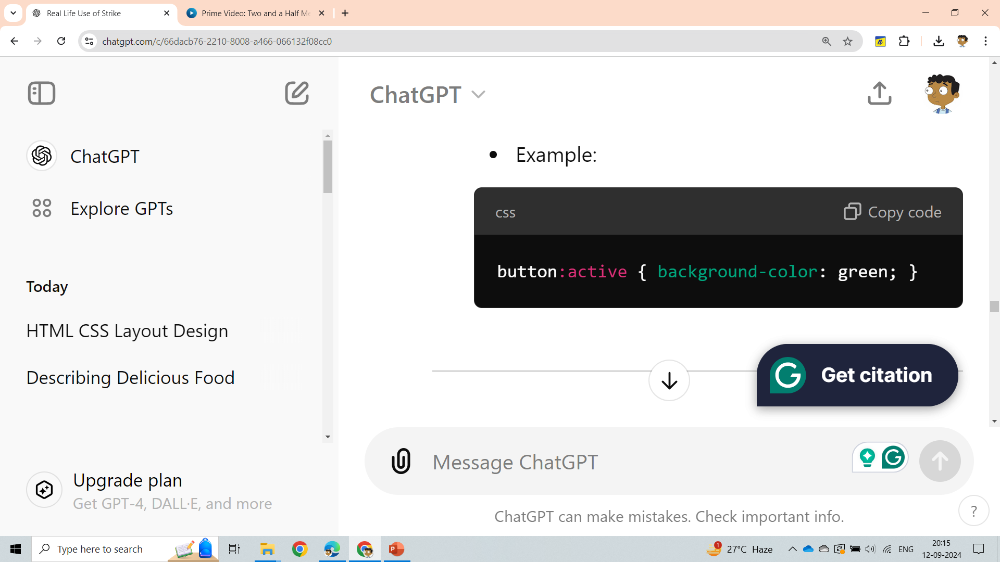 Real Life Use of Strike
Prime Video: Two and a Half Me
chatgpt.com/c/66dacb76-2210-8008-a466-066132f08cc0
ChatGPT
Explore GPTs
Today
HTML CSS Layout Design
Describing Delicious Food
Upgrade plan
Get GPT-4, DALL·E, and more
ChatGPT
Example:
css
Copy code
button:active { background-color: green; }
Get citation
Message ChatGPT
ChatGPT can make mistakes. Check important info.
?
Type here to search
1
27°C Haze
ENG
20:15
12-09-2024